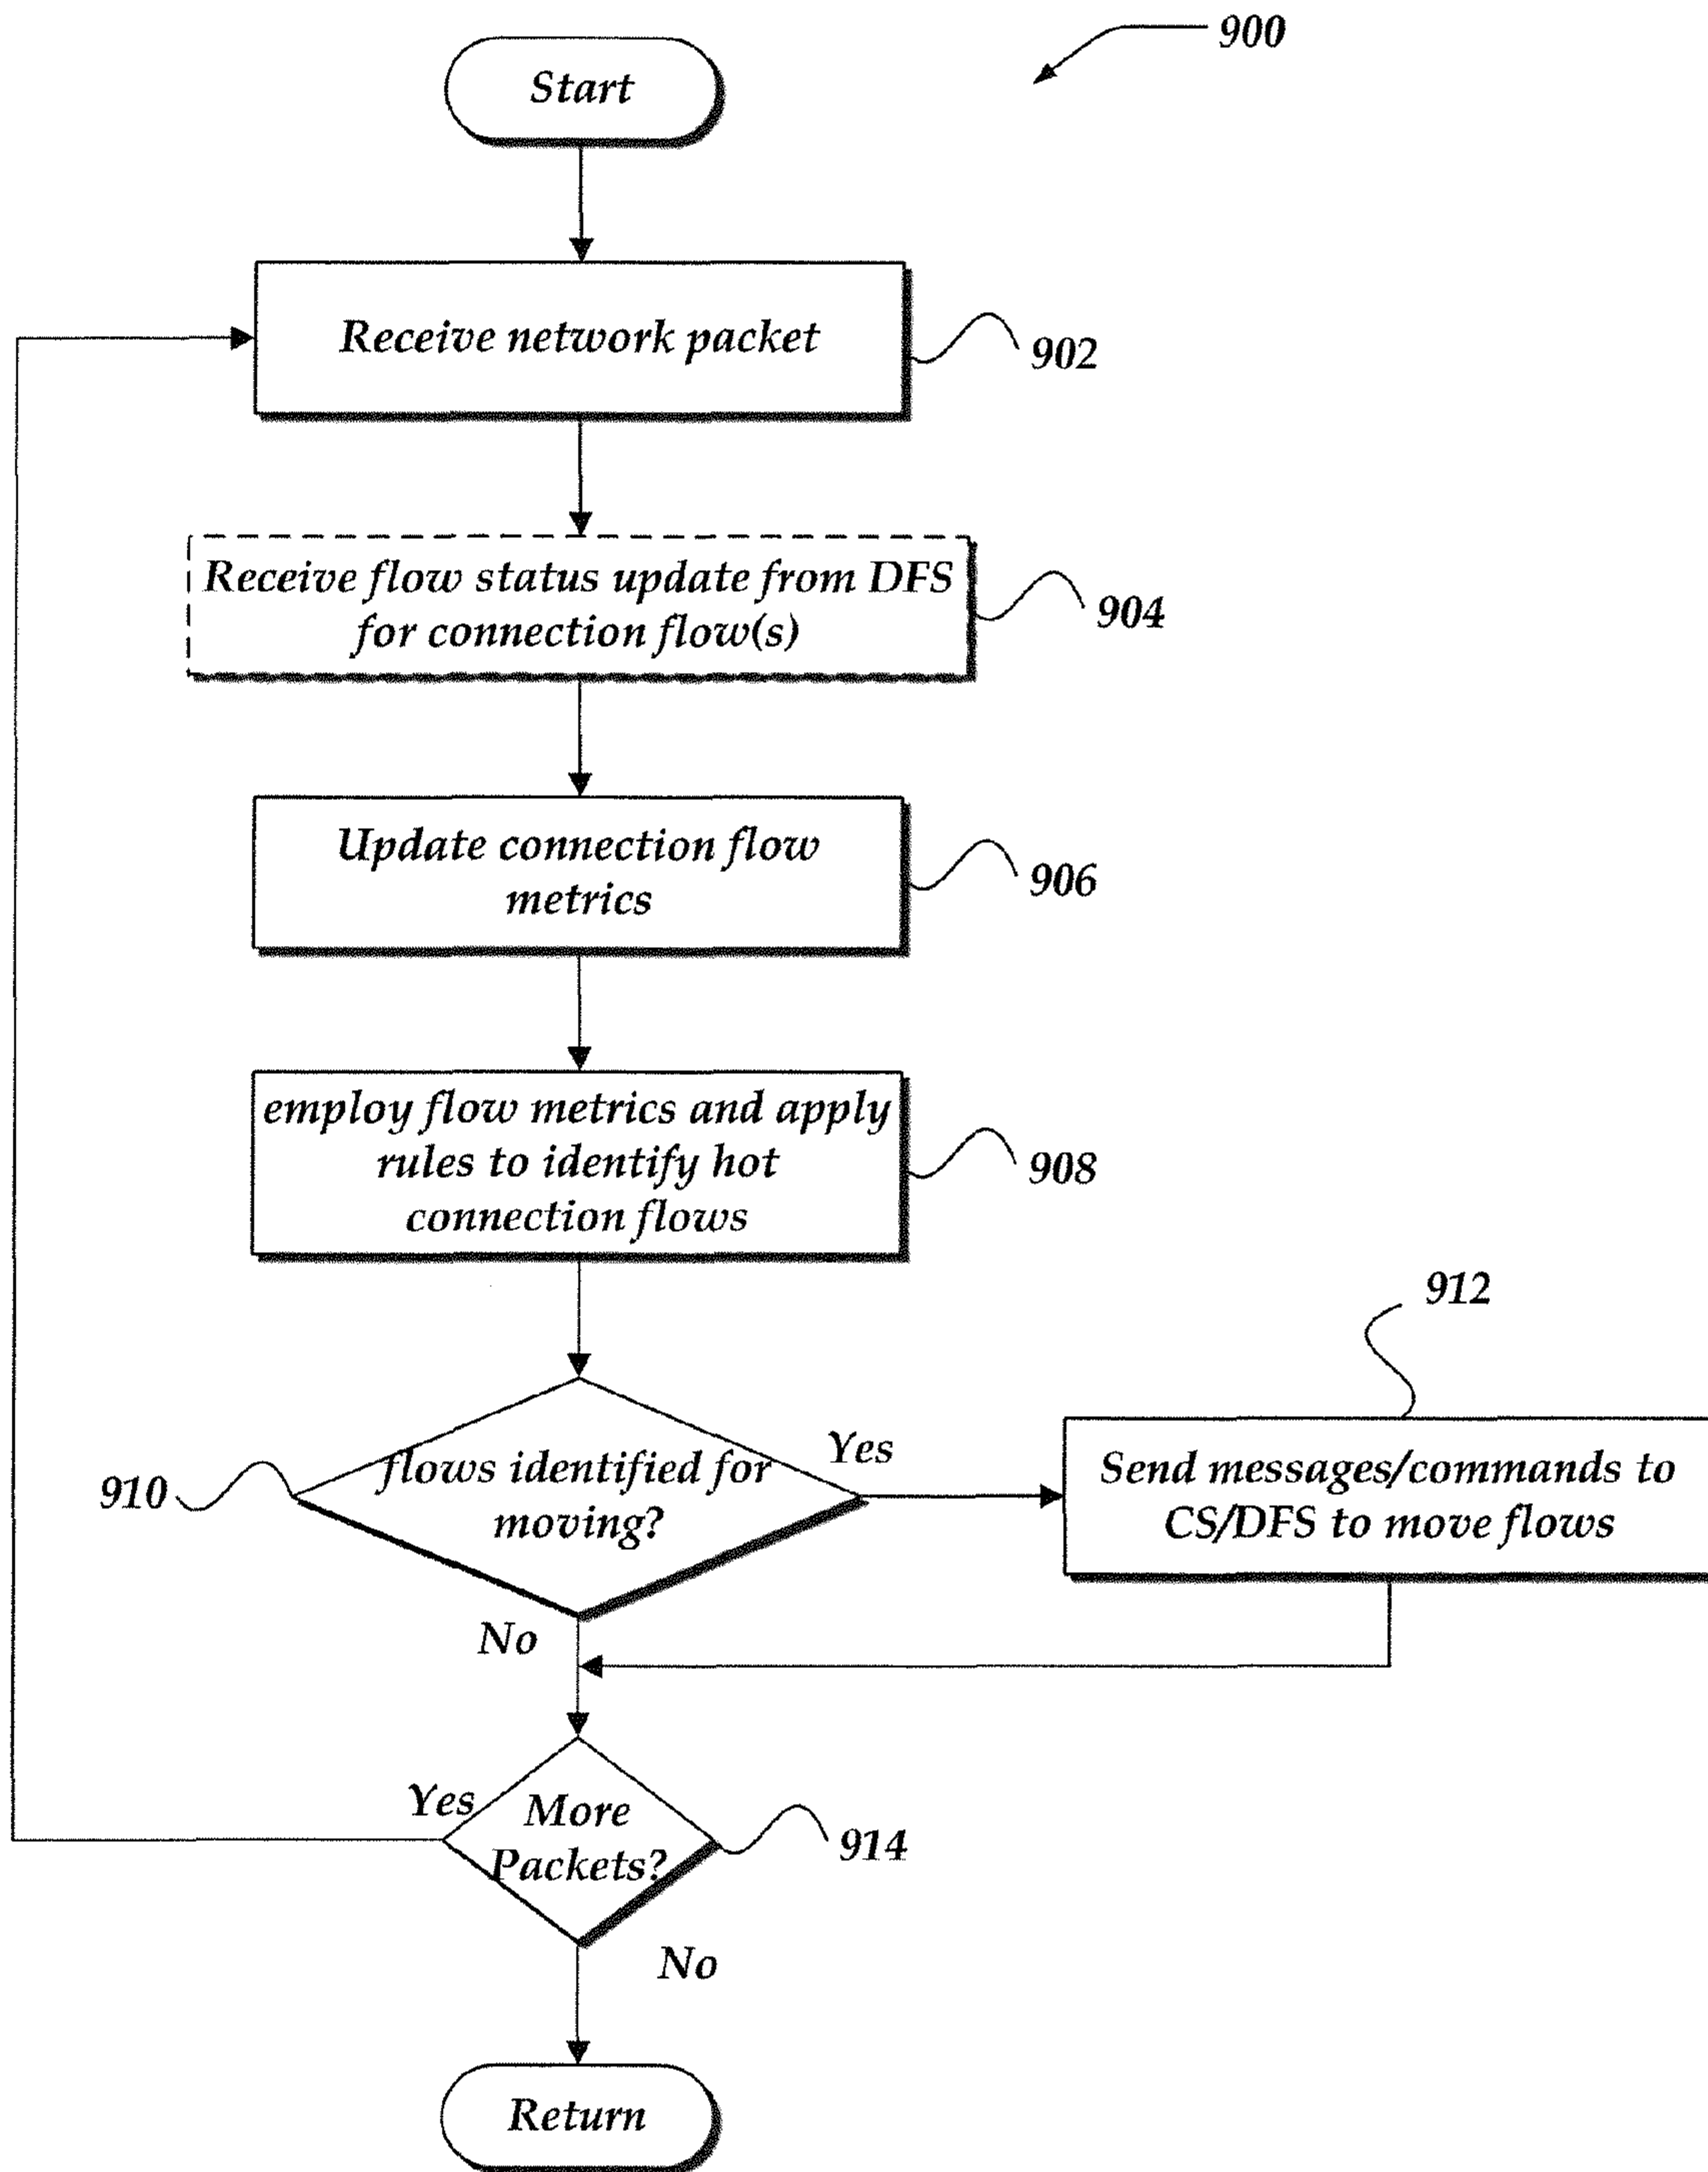 900
Start
Receive network packet
902
Receive flow status update from DFS
for connection flow(s)
904
Update connection flow
metrics
906
employ flow metrics and apply
rules to identify hot
connection flows
908
912
910
flows identified for
moving?
Yes
Send messages/commands to
CS/DFS to move flows
No
Yes
More
Packets?
914
No
Return